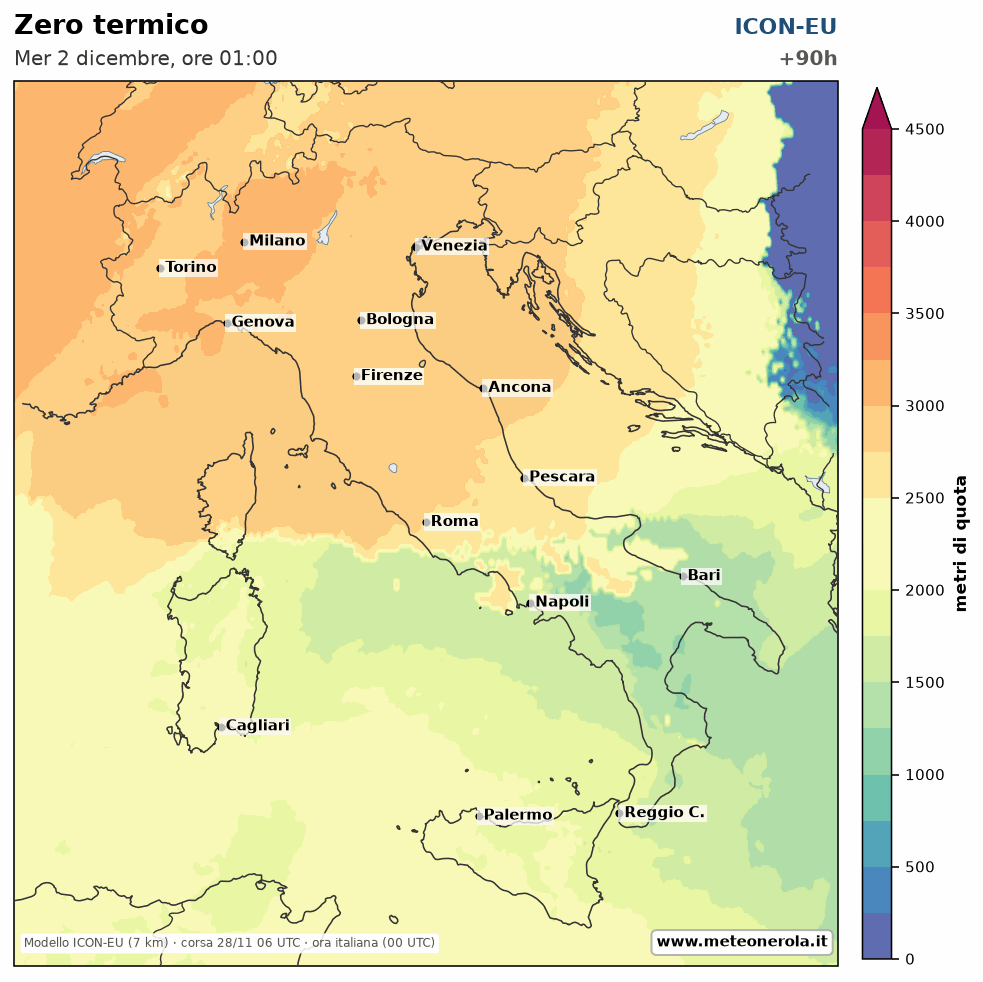 Zero termico
ICON-EU
Mer 2 dicembre, ore 01:00
+90h
Milano
Venezia
Torino
Genova
Bologna
Firenze
Ancona
Pescara
Roma
Bari
Napoli
Cagliari
Palermo
Reggio C.
4500
4000
3500
3000
2500
2000
1500
1000
500
0
metri di quota
Modello ICON-EU (7 km) · corsa 28/11 06 UTC · ora italiana (00 UTC)
www.meteonerola.it